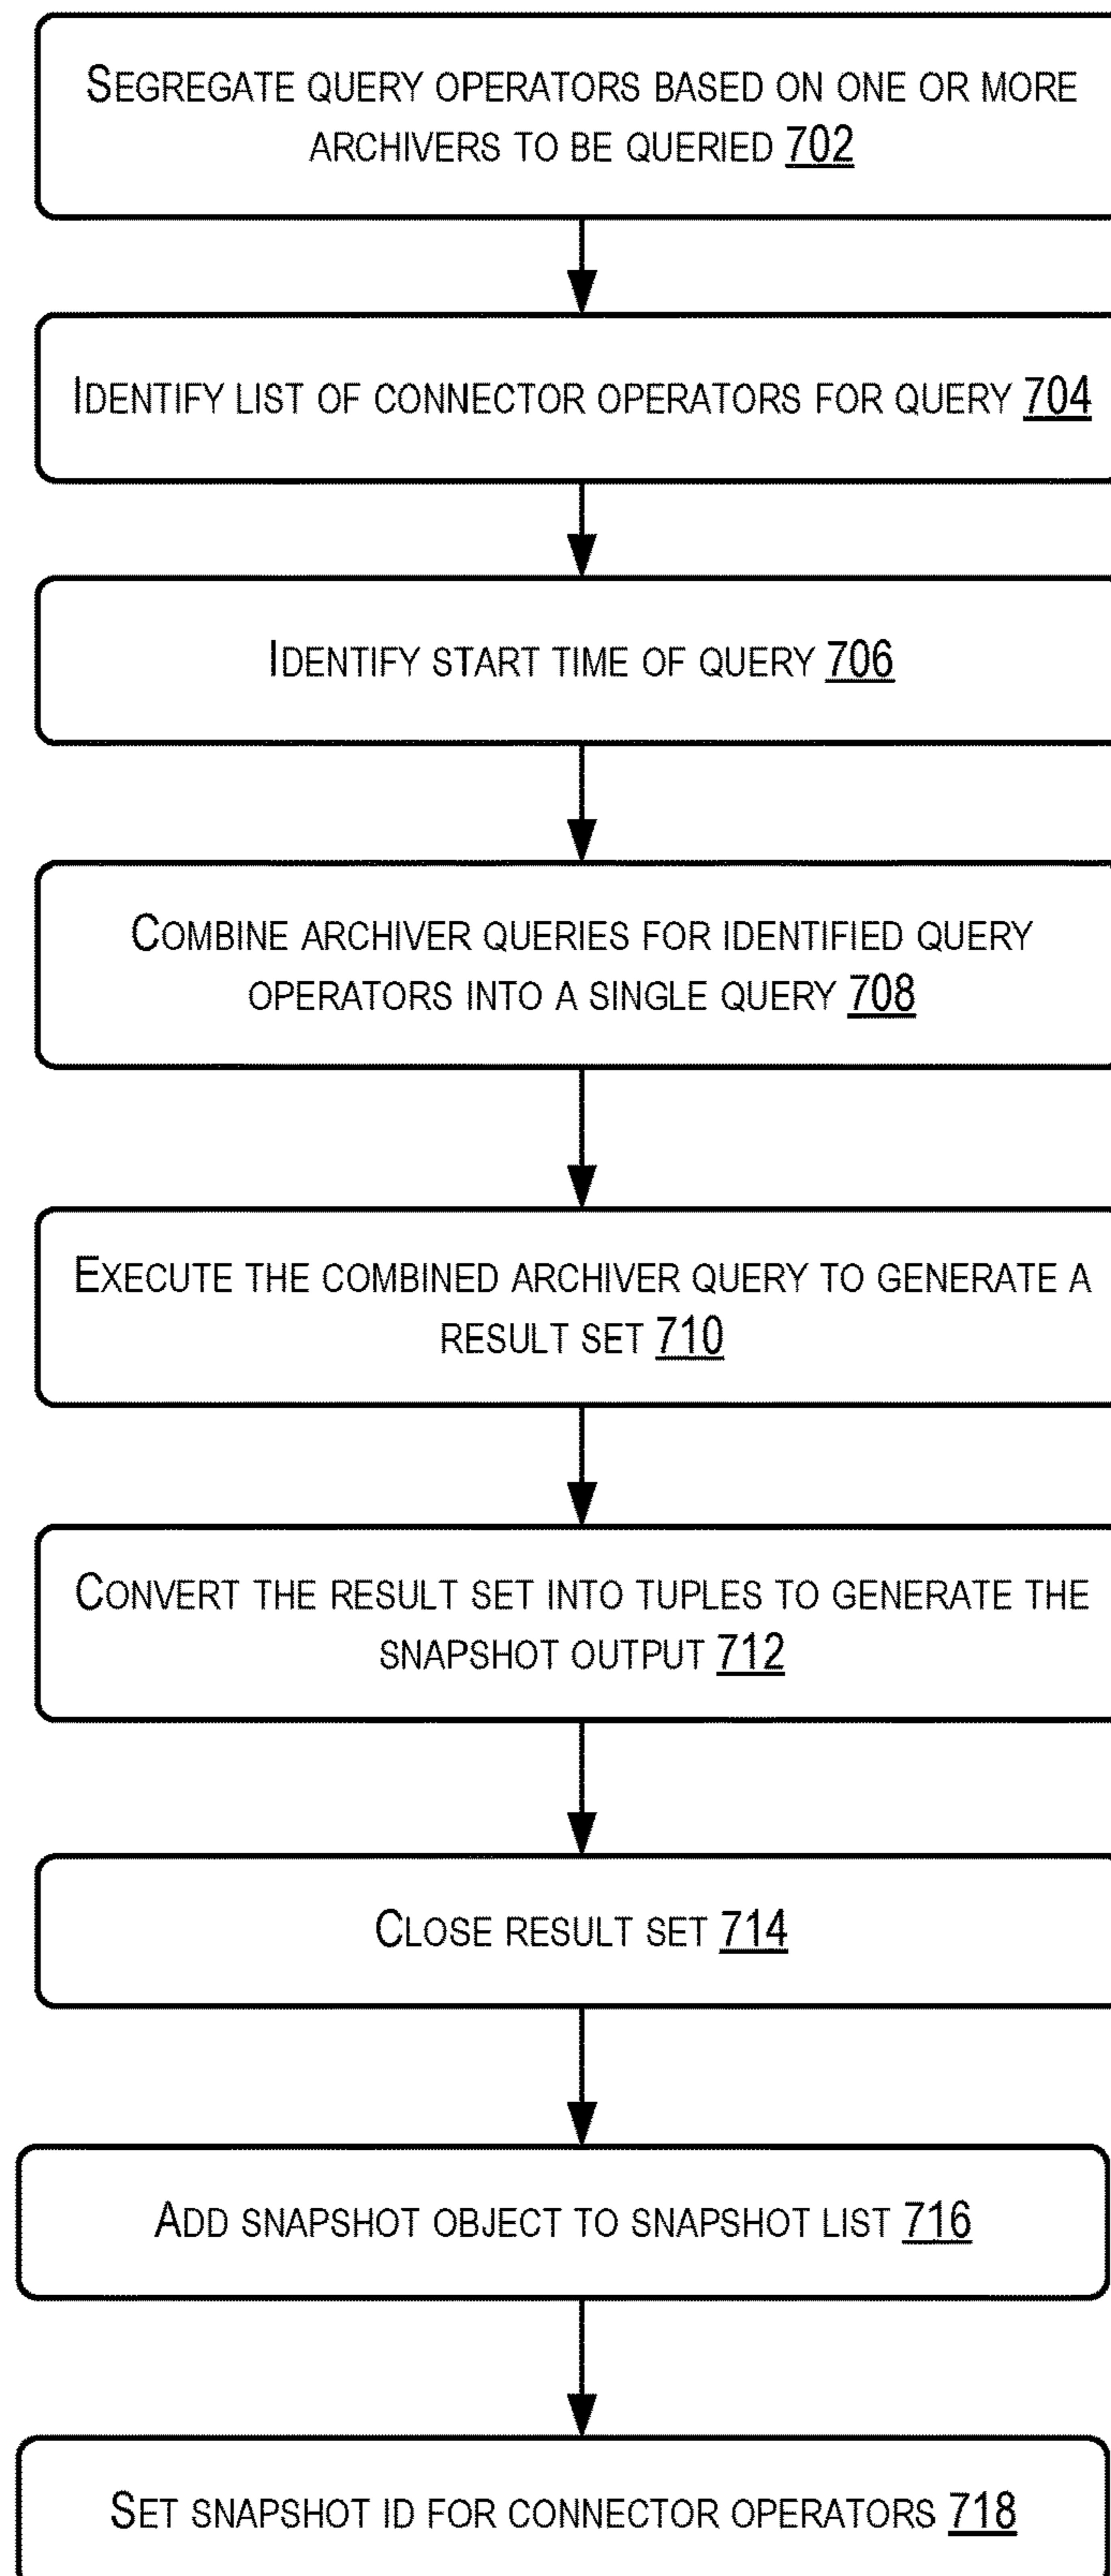 SEGREGATE QUERY OPERATORS BASED ON ONE OR MORE
ARCHIVERS TO BE QUERIED 702
IDENTIFY LIST OF CONNECTOR OPERATORS FOR QUERY 704
IDENTIFY START TIME OF QUERY 706
COMBINE ARCHIVER QUERIES FOR IDENTIFIED QUERY
OPERATORS INTO A SINGLE QUERY 708
EXECUTE THE COMBINED ARCHIVER QUERY TO GENERATE A
RESULT SET 710
CONVERT THE RESULT SET INTO TUPLES TO GENERATE THE
SNAPSHOT OUTPUT 712
CLOSE RESULT SET 714
ADD SNAPSHOT OBJECT TO SNAPSHOT LIST 716
SET SNAPSHOT ID FOR CONNECTOR OPERATORS 718